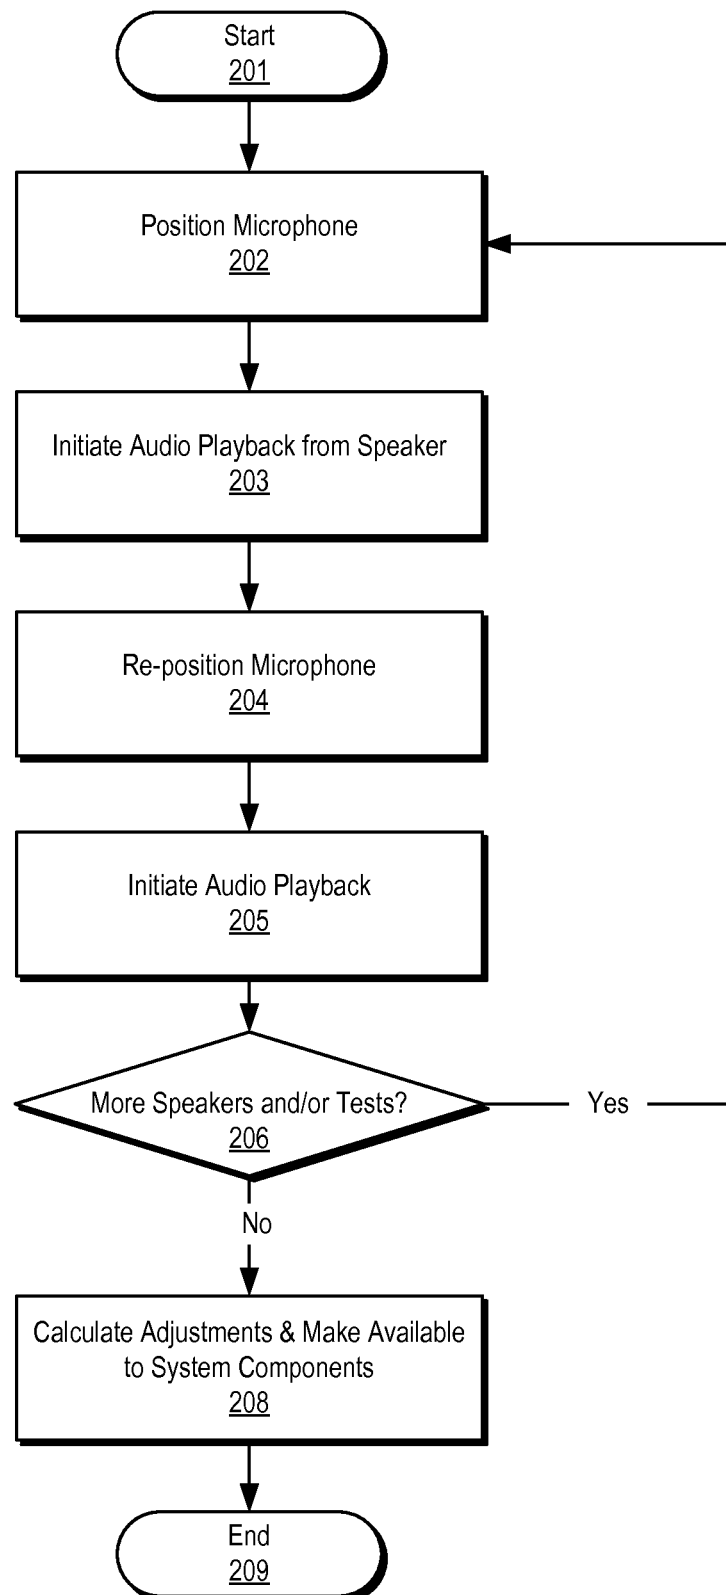 Start
201
Position Microphone
202
Initiate Audio Playback from Speaker
203
Re-position Microphone
204
Initiate Audio Playback
205
More Speakers and/or Tests?
206
Yes
No
Calculate Adjustments & Make Available
to System Components
208
End
209